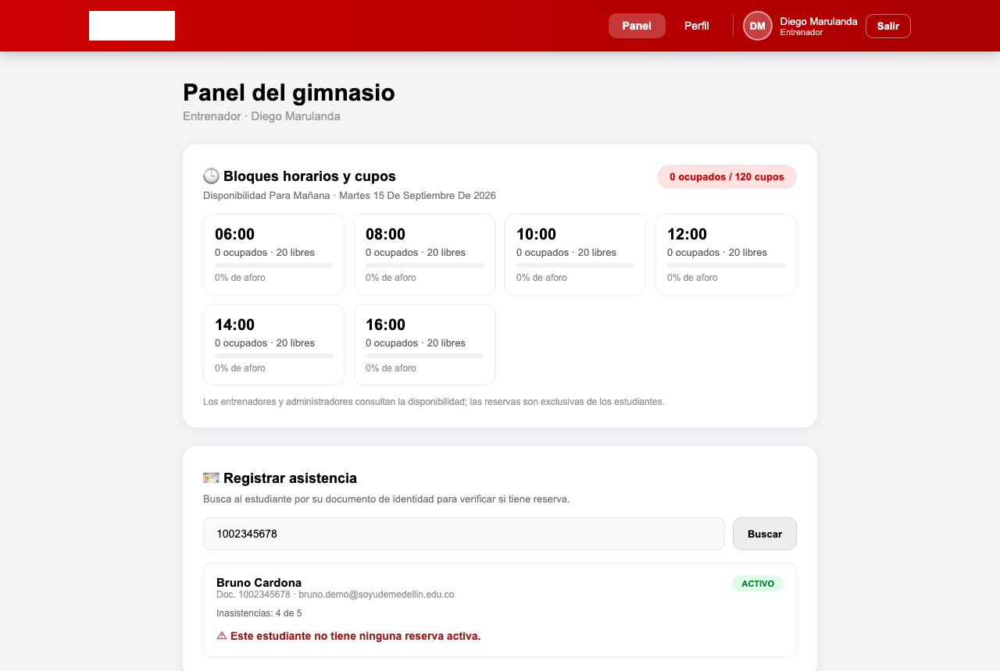 Panel
Perfil
DM
Diego Marulanda
Entrenador
Salir
Panel del gimnasio
Entrenador · Diego Marulanda
Bloques horarios y cupos
0 ocupados / 120 cupos
Disponibilidad Para Mañana · Martes 15 De Septiembre De 2026
06:00
0 ocupados · 20 libres
0% de aforo
08:00
0 ocupados · 20 libres
0% de aforo
10:00
0 ocupados · 20 libres
0% de aforo
12:00
0 ocupados · 20 libres
0% de aforo
14:00
0 ocupados · 20 libres
0% de aforo
16:00
0 ocupados · 20 libres
0% de aforo
Los entrenadores y administradores consultan la disponibilidad; las reservas son exclusivas de los estudiantes.
Registrar asistencia
Busca al estudiante por su documento de identidad para verificar si tiene reserva.
1002345678
Buscar
Bruno Cardona
ACTIVO
Doc. 1002345678 · bruno.demo@soyudemedellin.edu.co
Inasistencias: 4 de 5
⚠ Este estudiante no tiene ninguna reserva activa.